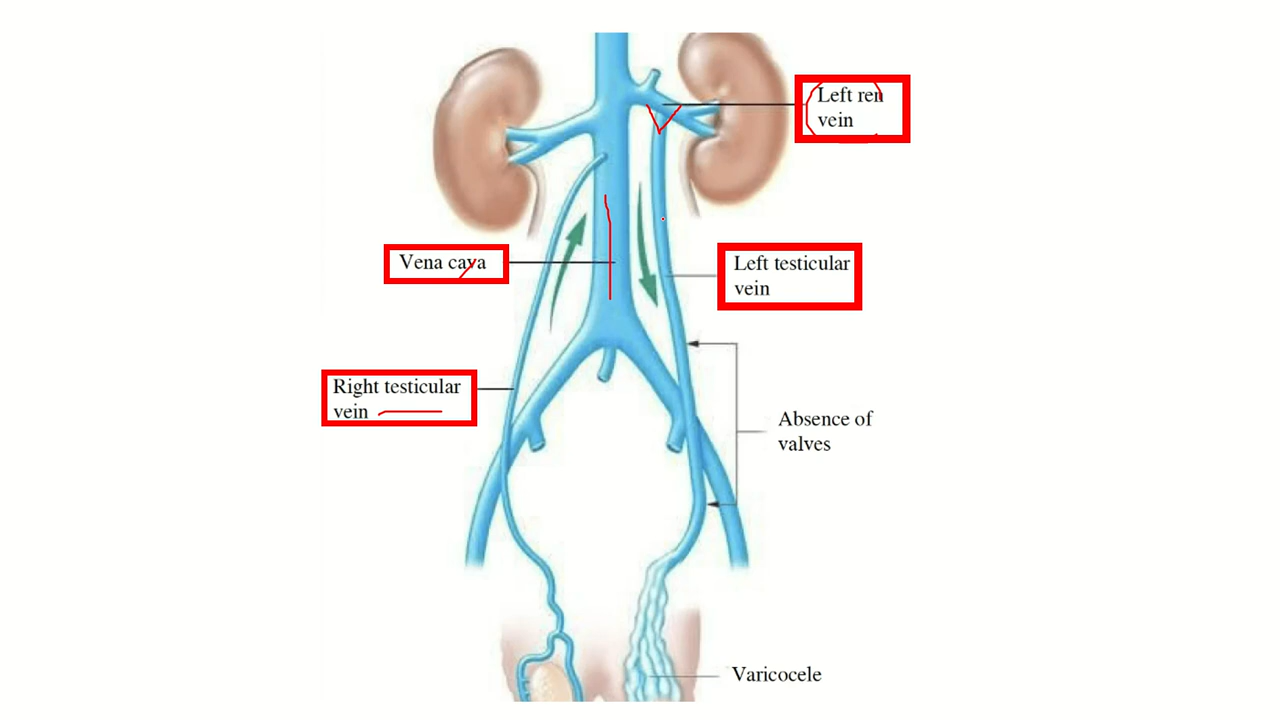 Left ren
vein
Vena cava
Left testicular
vein
Right testicular
vein
Absence of
valves
Varicocele